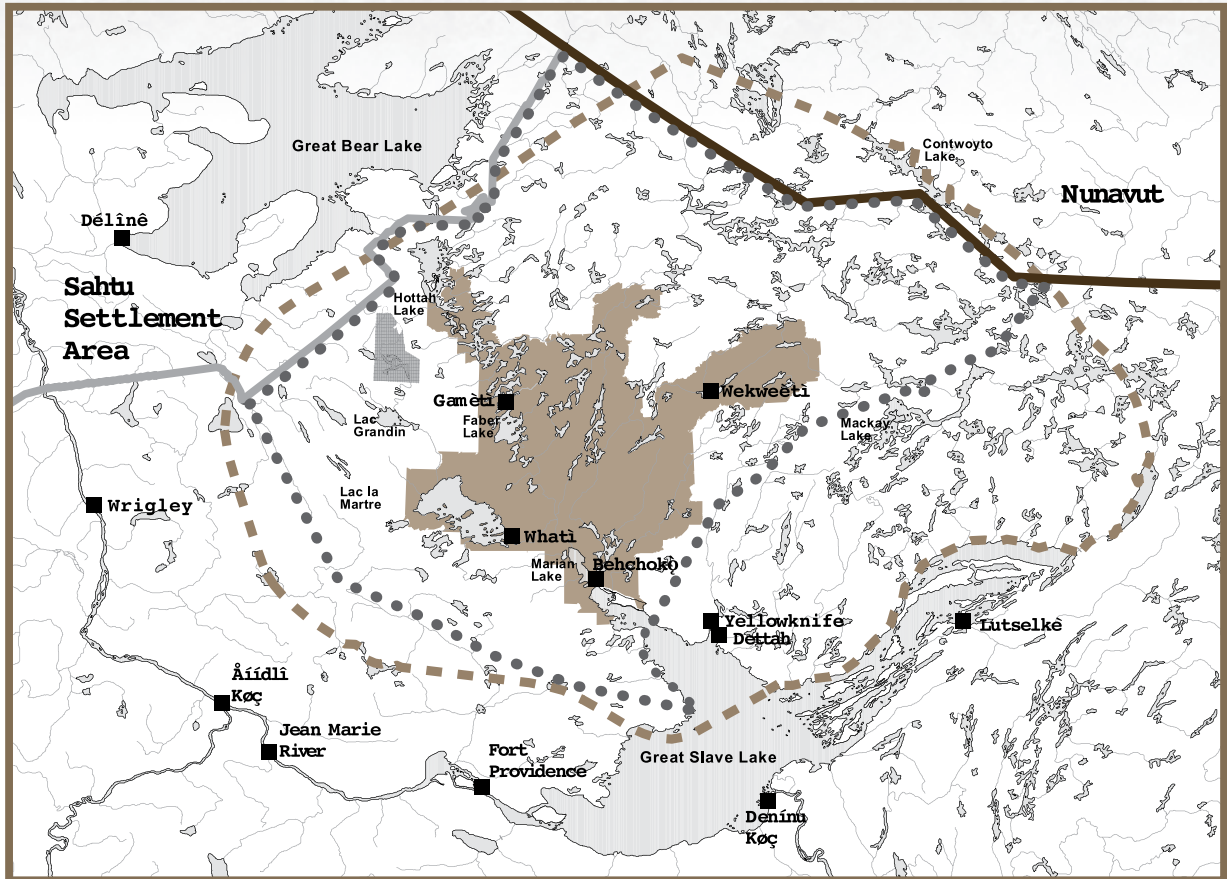 Great Bear Lake
Contwoyto
Lake
Nunavut
Délînê
Sahtu
Settlement
Area
Hottah
Lake
Gamètì
Faber
Lake
Wekweètì
Lac
Grandin
Mackay
Lake
Lac la
Martre
Wrigley
Whatì
Marian
Lake
Behchoko
Yellowknife
Dettah
Lutselke
Åíídlî
Køç
Jean Marie
River
Fort
Providence
Great Slave Lake
Denínu
Køç